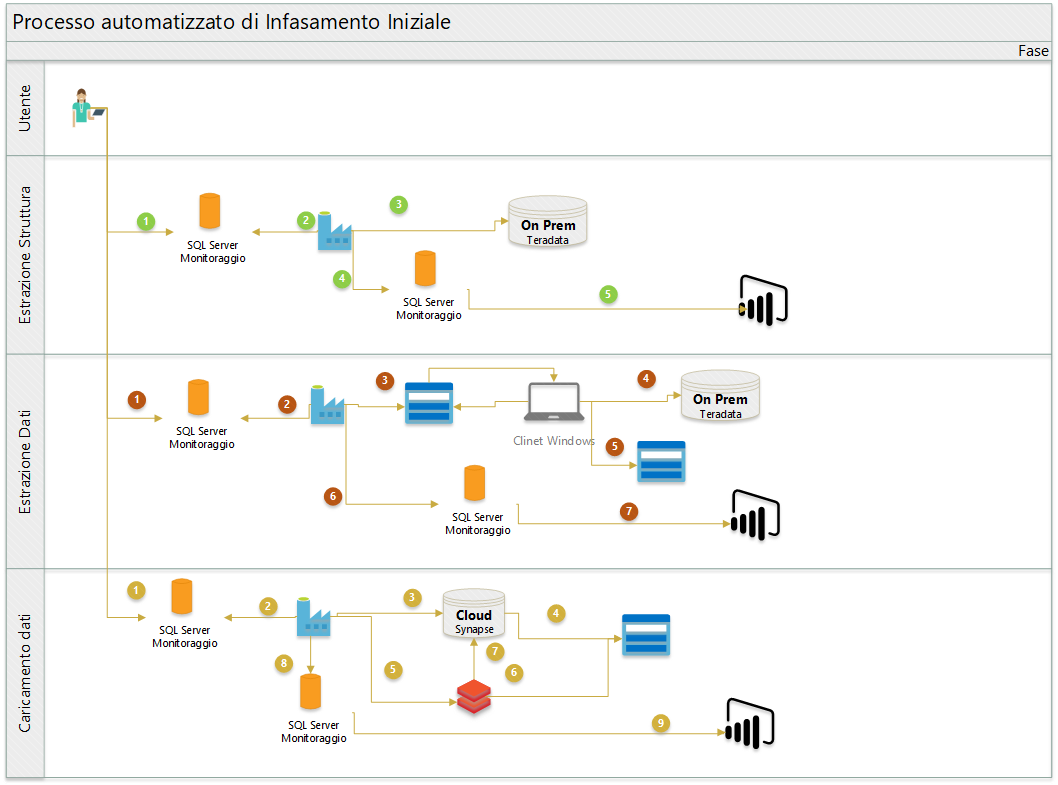 Processo automatizzato di Infasamento Iniziale
Fase
Utente
Estrazione Struttura
1
SQL Server
Monitoraggio
2
3
On Prem
Teradata
4
SQL Server
Monitoraggio
5
Estrazione Dati
1
SQL Server
Monitoraggio
2
3
Clinet Windows
4
On Prem
Teradata
5
6
SQL Server
Monitoraggio
7
Caricamento dati
1
SQL Server
Monitoraggio
2
3
Cloud
Synapse
4
5
6
7
8
SQL Server
Monitoraggio
9